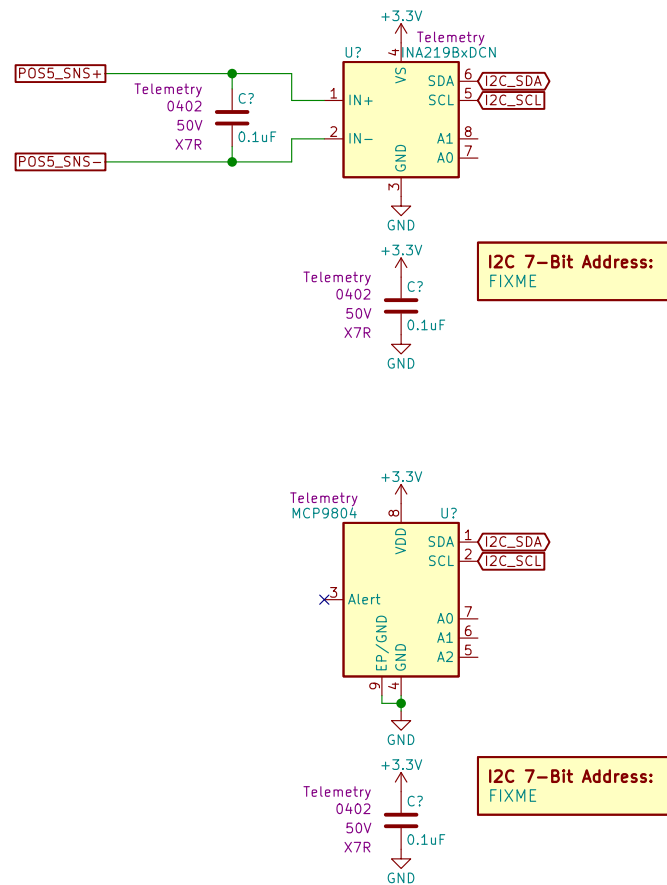 +3.3V
Telemetry
U?
INA219BxDCN
4
VS
POS5_SNS+
SDA 6 I2C_SDA
SCL 5 I2C_SCL
Telemetry
0402
50V
X7R
C?
0.1uF
1 IN+
2 IN-
A1 8
A0 7
POS5_SNS-
GND
3
GND
+3.3V
Telemetry
0402
50V
X7R
C?
0.1uF
GND
I2C 7-Bit Address:
FIXME
+3.3V
Telemetry
MCP9804
U?
8
VDD
SDA 1 I2C_SDA
SCL 2 I2C_SCL
3 Alert
A0 7
A1 6
A2 5
EP/GND
GND
9
4
GND
+3.3V
Telemetry
0402
50V
X7R
C?
0.1uF
GND
I2C 7-Bit Address:
FIXME